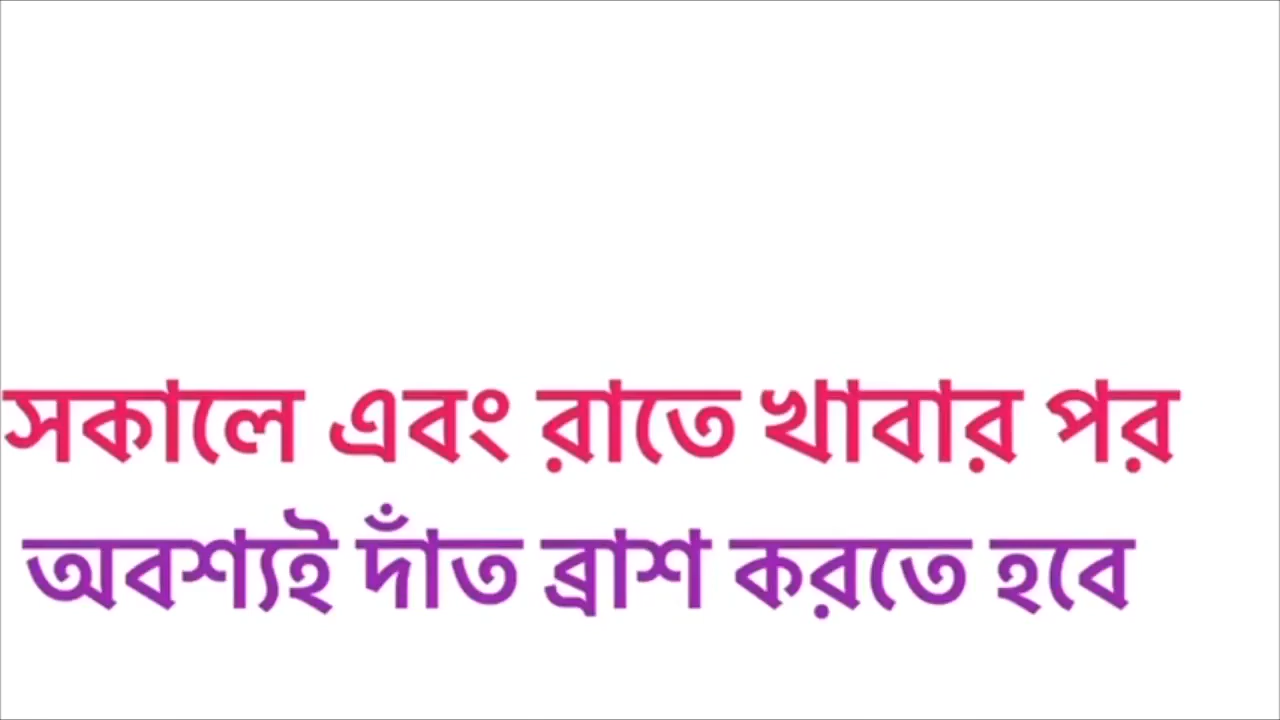 সকালে এবং রাতে খাবার পর
অবশ্যই দাঁত ব্রাশ করতে হবে